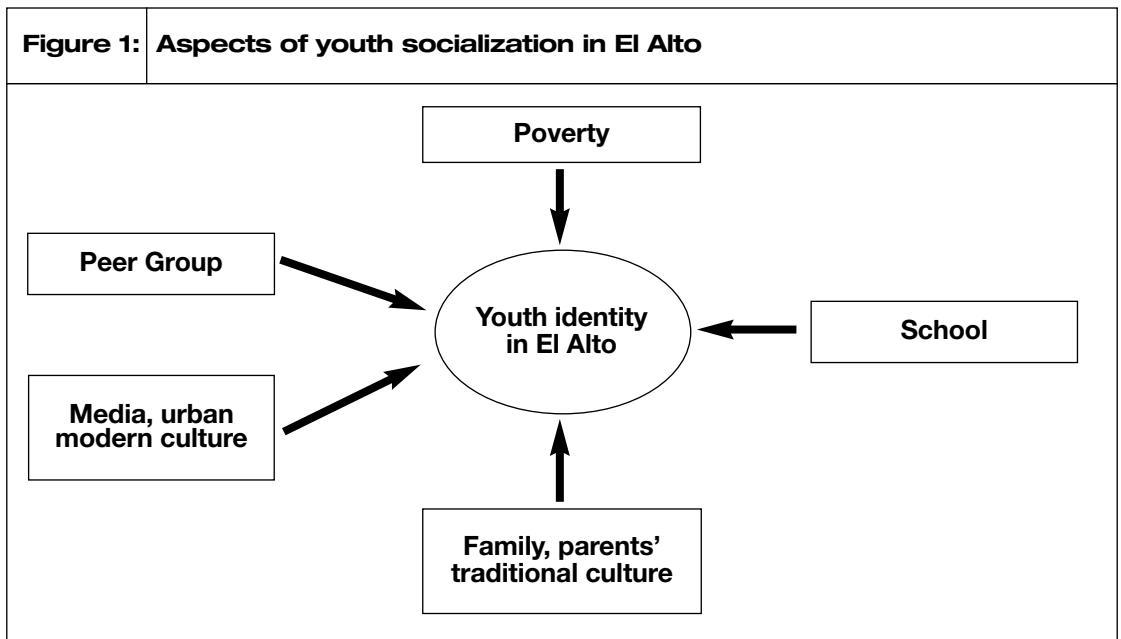 Figure 1: Aspects of youth socialization in El Alto
Poverty
Peer Group
Youth identity
in El Alto
School
Media, urban
modern culture
Family, parents’
traditional culture